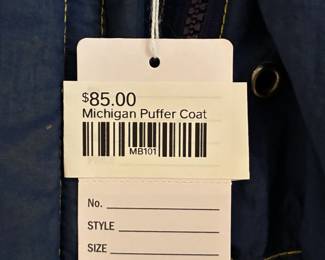 $85.00
Michigan Puffer Coat
MB101
No.
STYLE
SIZE